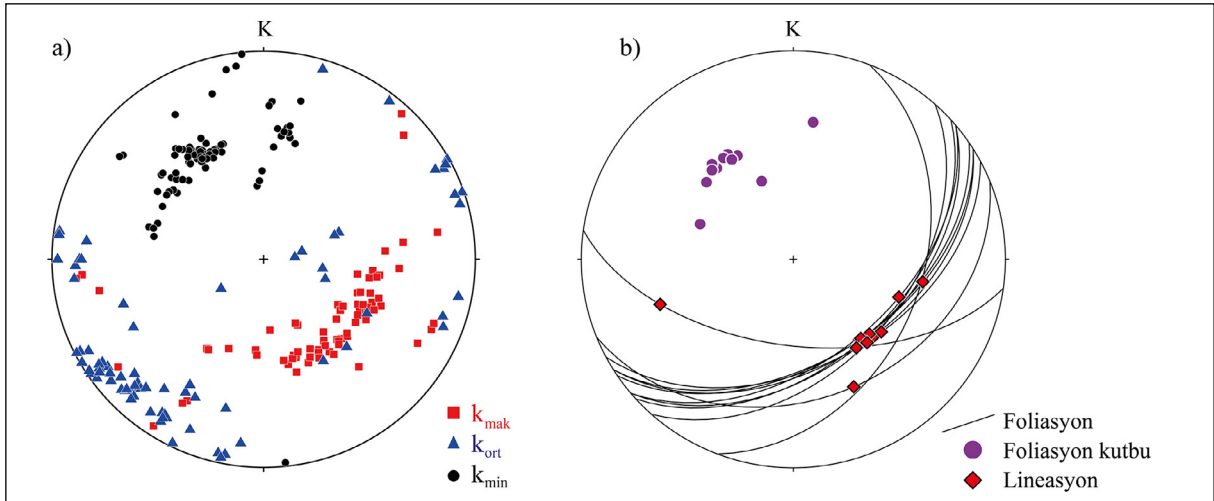 a)
K
k_mak
k_ort
k_min
b)
K
Foliasyon
Foliasyon kutbu
Lineasyon